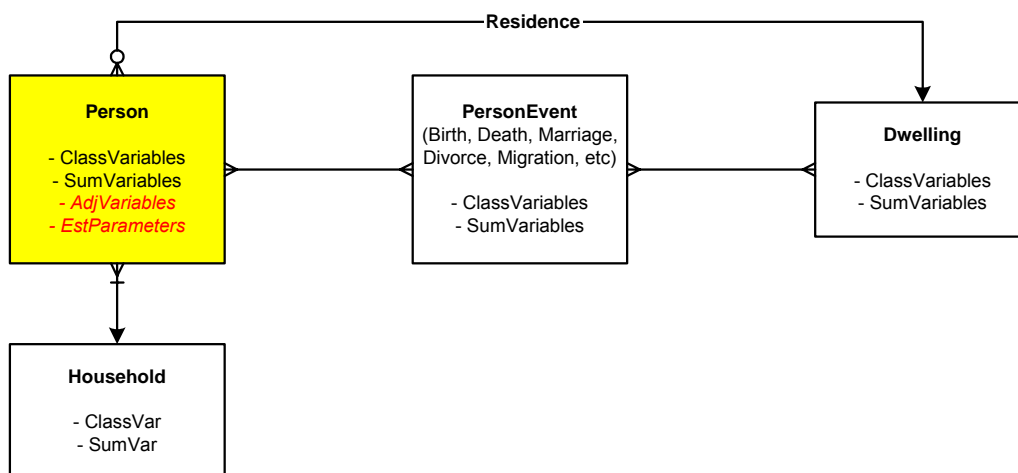 Residence
Person
- ClassVariables
- SumVariables
- AdjVariables
- EstParameters
PersonEvent
(Birth, Death, Marriage,
Divorce, Migration, etc)
- ClassVariables
- SumVariables
Dwelling
- ClassVariables
- SumVariables
Household
- ClassVar
- SumVar